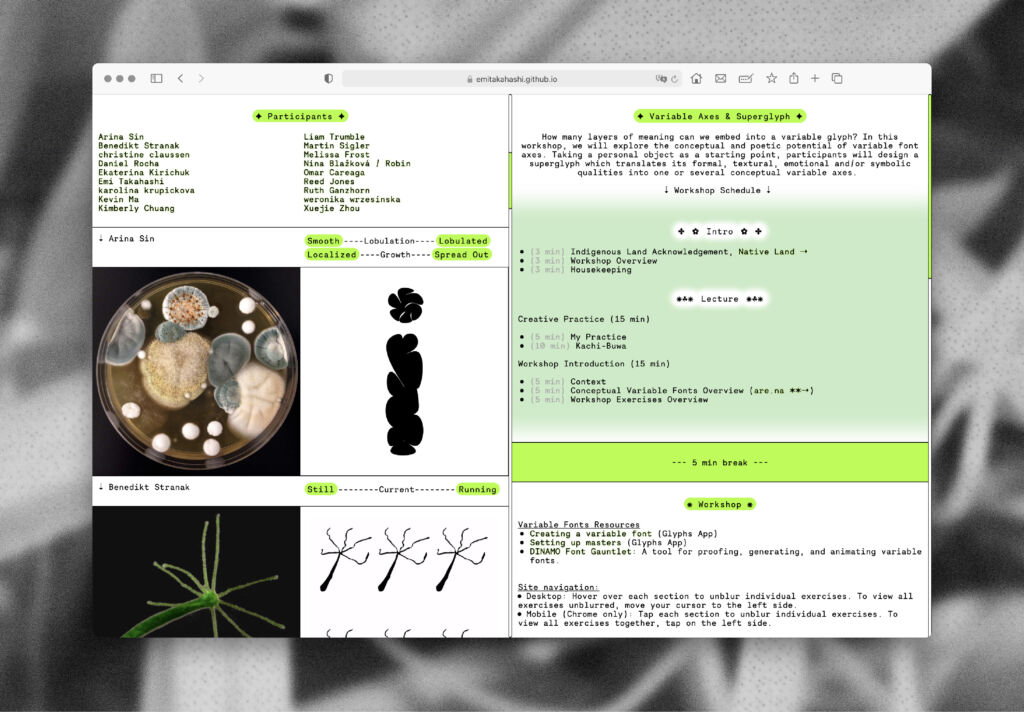 emitakahashi.github.io
✦ Participants ✦
Arina Sin
Benedikt Stranak
christine claussen
Daniel Rocha
Ekaterina Kirichuk
Emi Takahashi
karolina krupickova
Kevin Ma
Kimberly Chuang
Liam Trumble
Martin Sigler
Melissa Frost
Nina Blažková / Robin
Omar Careaga
Reed Jones
Ruth Ganzhorn
weronika wrzesinska
Xuejie Zhou
↓ Arina Sin
Smooth ----Lobulation---- Lobulated
Localized ----Growth---- Spread Out
↓ Benedikt Stranak
Still --------Current-------- Running
✦ Variable Axes & Superglyph ✦
How many layers of meaning can we embed into a variable glyph? In this
workshop, we will explore the conceptual and poetic potential of variable font
axes. Taking a personal object as a starting point, participants will design a
superglyph which translates its formal, textural, emotional and/or symbolic
qualities into one or several conceptual variable axes.
↓ Workshop Schedule ↓
✤ ✿ Intro ✿ ✤
● (3 min) Indigenous Land Acknowledgement, Native Land →
● (3 min) Workshop Overview
● (3 min) Housekeeping
✸☘✷ Lecture ✸☘✷
Creative Practice (15 min)
● (5 min) My Practice
● (10 min) Kachi-Buwa
Workshop Introduction (15 min)
● (5 min) Context
● (5 min) Conceptual Variable Fonts Overview (are.na ✶✶→)
● (5 min) Workshop Exercises Overview
--- 5 min break ---
✸ Workshop ✸
Variable Fonts Resources
● Creating a variable font (Glyphs App)
● Setting up masters (Glyphs App)
● DINAMO Font Gauntlet: A tool for proofing, generating, and animating variable
fonts.
Site navigation:
● Desktop: Hover over each section to unblur individual exercises. To view all
exercises unblurred, move your cursor to the left side.
● Mobile (Chrome only): Tap each section to unblur individual exercises. To
view all exercises together, tap on the left side.